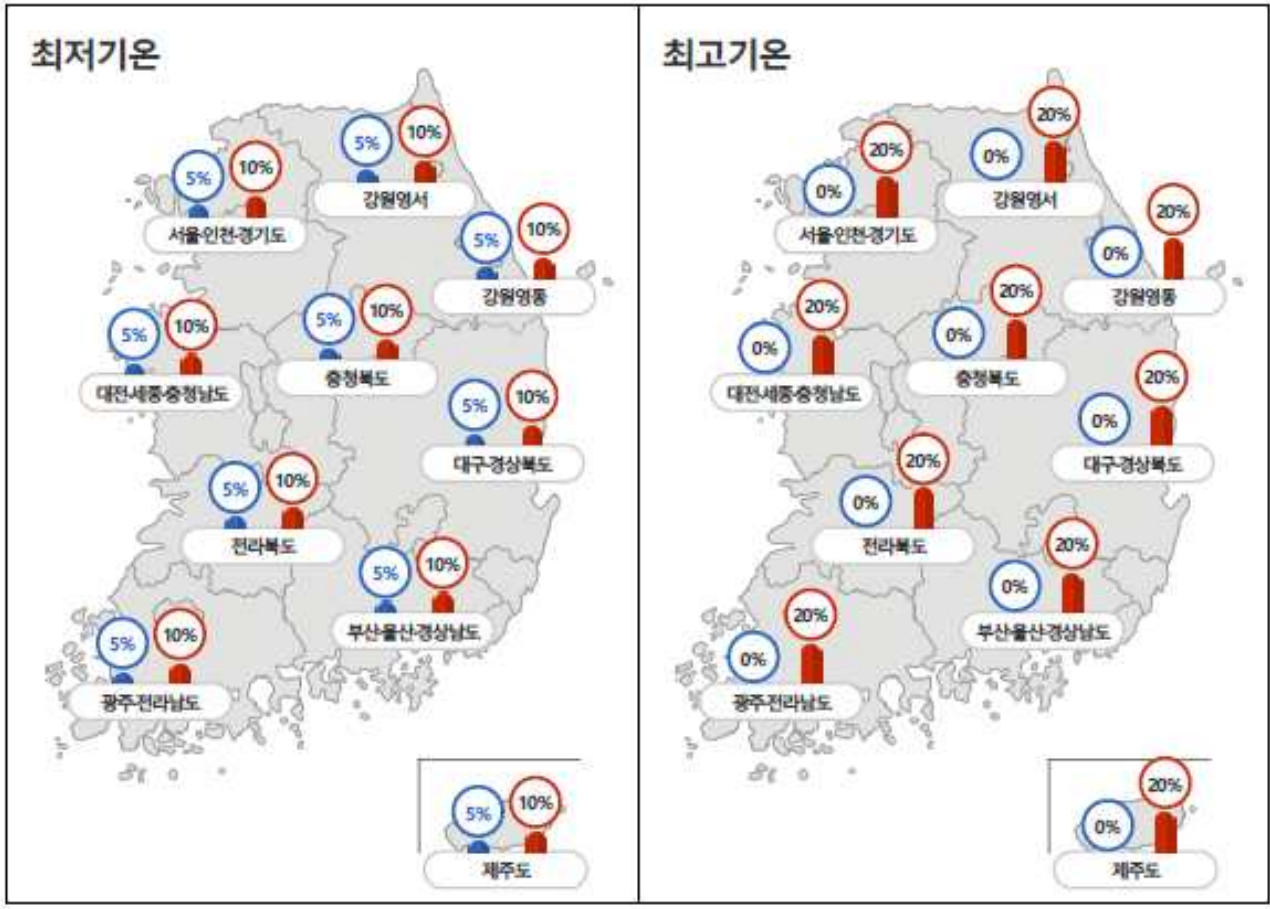 최저기온
5%
10%
강원영서
5%
10%
서울·인천·경기도
5%
10%
강원영동
5%
10%
대전·세종·충청남도
5%
10%
충청북도
5%
10%
대구·경상북도
5%
10%
전라북도
5%
10%
부산·울산·경상남도
5%
10%
광주·전라남도
5%
10%
제주도
최고기온
0%
20%
강원영서
0%
20%
서울·인천·경기도
0%
20%
강원영동
0%
20%
대전·세종·충청남도
0%
20%
충청북도
0%
20%
대구·경상북도
0%
20%
전라북도
0%
20%
부산·울산·경상남도
0%
20%
광주·전라남도
0%
20%
제주도